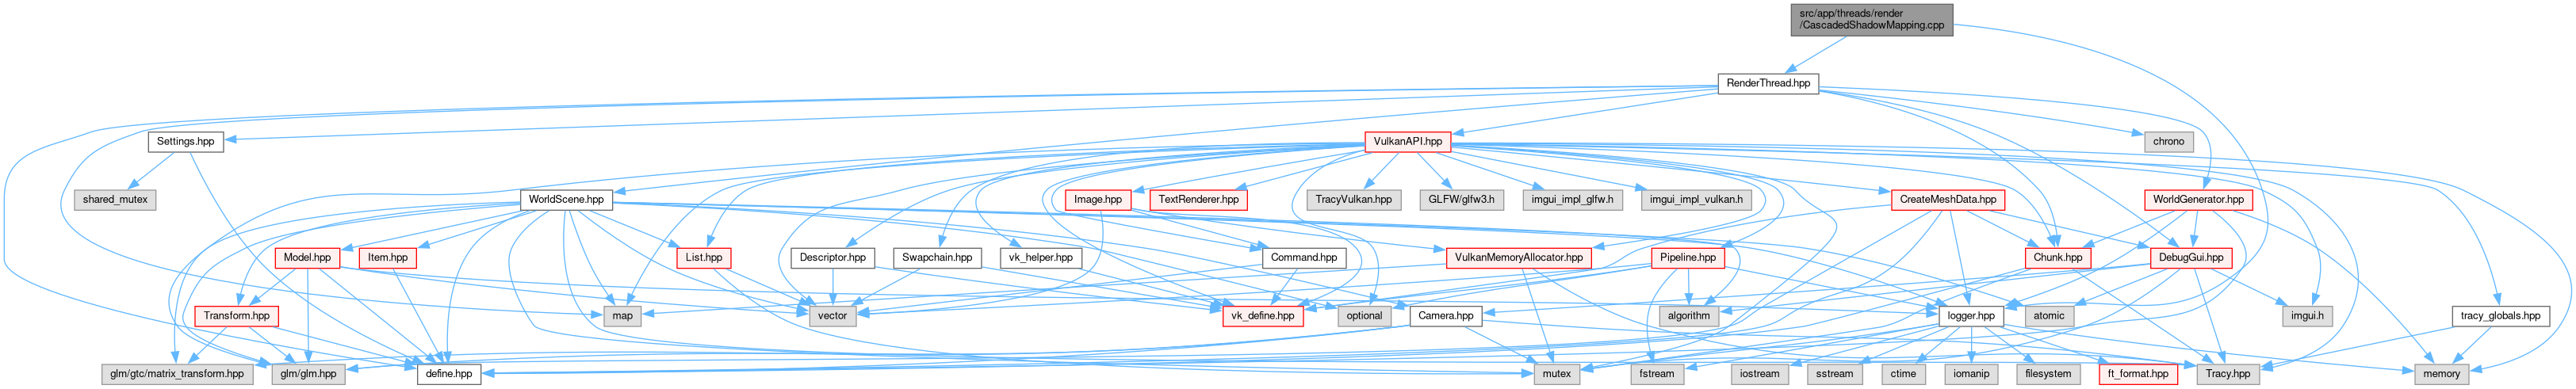 src/app/threads/render
/CascadedShadowMapping.cpp
RenderThread.hpp
Settings.hpp
VulkanAPI.hpp
chrono
shared_mutex
WorldScene.hpp
Image.hpp
TextRenderer.hpp
TracyVulkan.hpp
GLFW/glfw3.h
imgui_impl_glfw.h
imgui_impl_vulkan.h
CreateMeshData.hpp
WorldGenerator.hpp
Model.hpp
Item.hpp
List.hpp
Descriptor.hpp
Swapchain.hpp
vk_helper.hpp
Command.hpp
VulkanMemoryAllocator.hpp
Pipeline.hpp
Chunk.hpp
DebugGui.hpp
Transform.hpp
map
vector
vk_define.hpp
optional
Camera.hpp
algorithm
logger.hpp
atomic
imgui.h
tracy_globals.hpp
glm/gtc/matrix_transform.hpp
glm/glm.hpp
define.hpp
mutex
fstream
iostream
sstream
ctime
iomanip
filesystem
ft_format.hpp
Tracy.hpp
memory